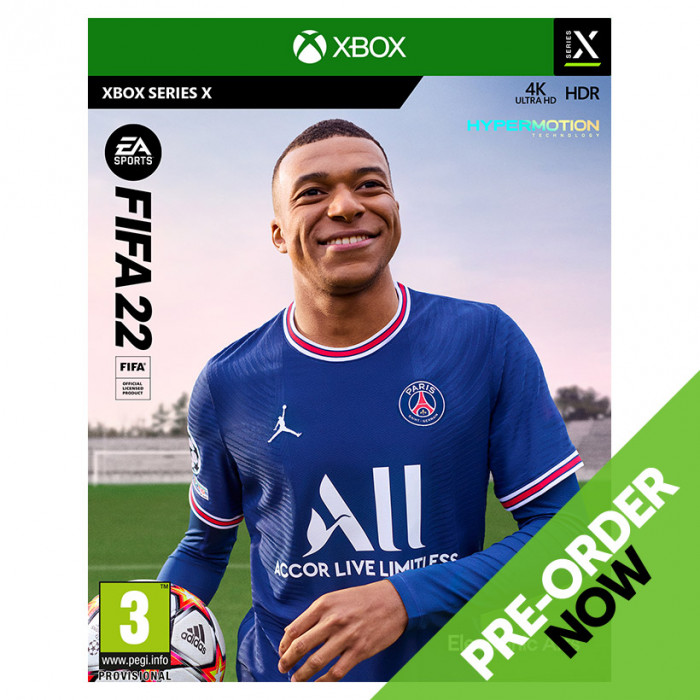 XBOX
SERIES
X
XBOX SERIES X
4K
ULTRA HD
HDR
HYPERMOTION
TECHNOLOGY
EA
SPORTS
FIFA 22
FIFA
OFFICIAL
LICENSED
PRODUCT
PARIS
SAINT-GERMAIN
ALL
ACCOR LIVE LIMITLESS
adidas
3
www.pegi.info
PROVISIONAL
PRE-ORDER
NOW